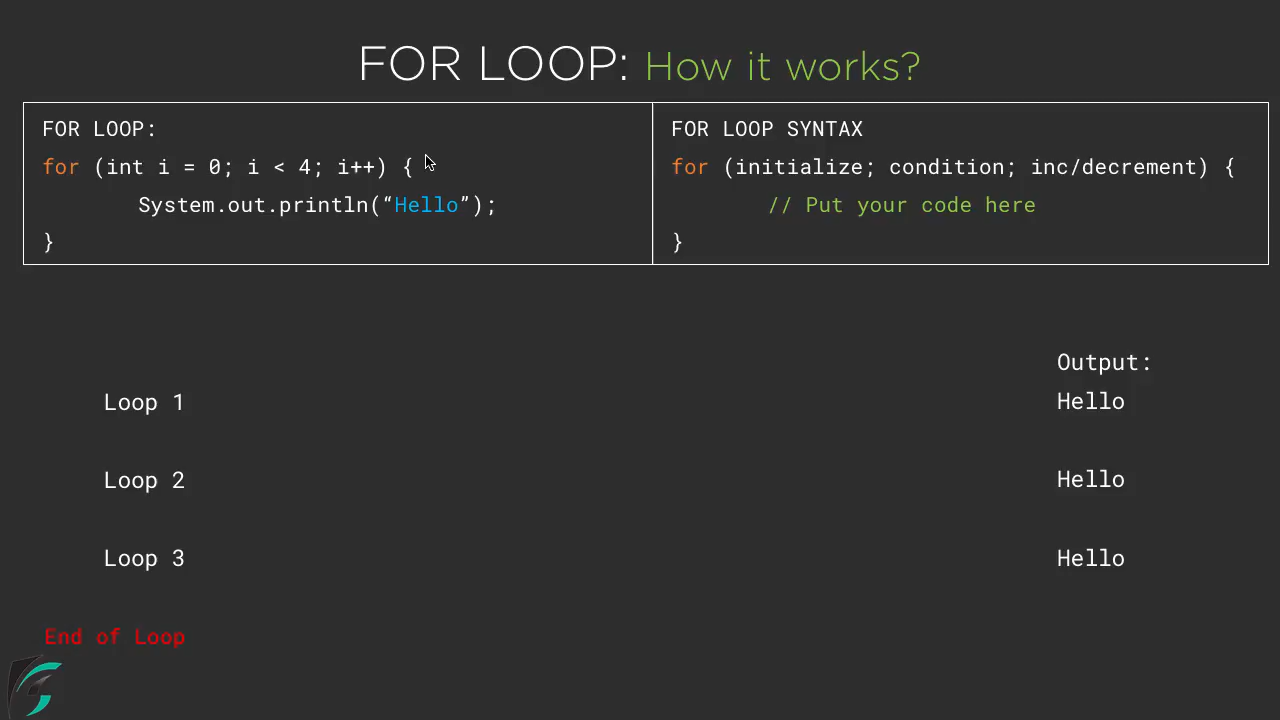 FOR LOOP: How it works?
FOR LOOP:
for (int i = 0; i < 4; i++) {
System.out.println(“Hello”);
}
FOR LOOP SYNTAX
for (initialize; condition; inc/decrement) {
// Put your code here
}
Output:
Loop 1 Hello
Loop 2 Hello
Loop 3 Hello
End of Loop